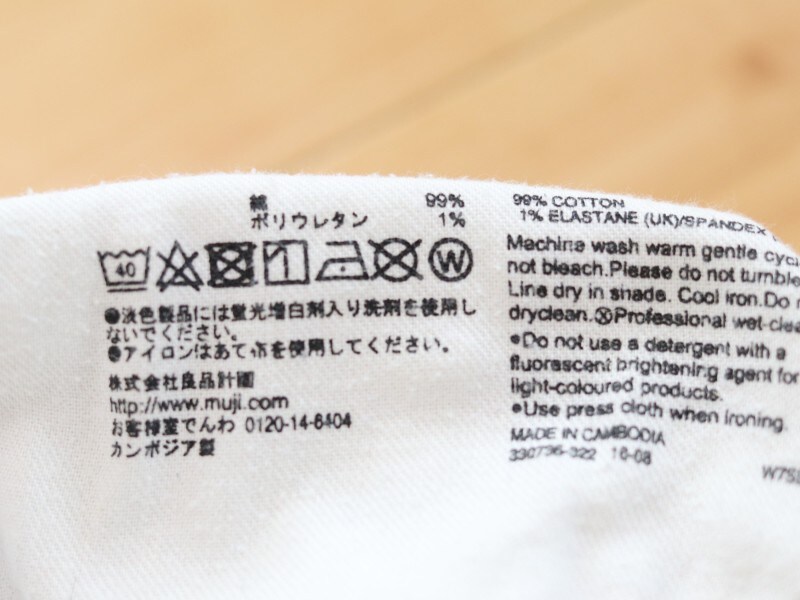 綿 99%
ポリウレタン 1%
40
W
●淡色製品には蛍光増白剤入り洗剤を使用し
ないでください。
●アイロンはあて布を使用してください。
株式会社良品計画
http://www.muji.com
お客様室でんわ 0120-14-6404
カンボジア製
99% COTTON
1% ELASTANE (UK)/SPANDEX
Machine wash warm gentle
not bleach.Please do not tumble
Line dry in shade. Cool iron.Do
dryclean.ⓦProfessional
●Do not use a detergent with a
fluorescent brightening agent for
light-coloured products.
●Use press cloth when ironing.
MADE IN CAMBODIA
16-08